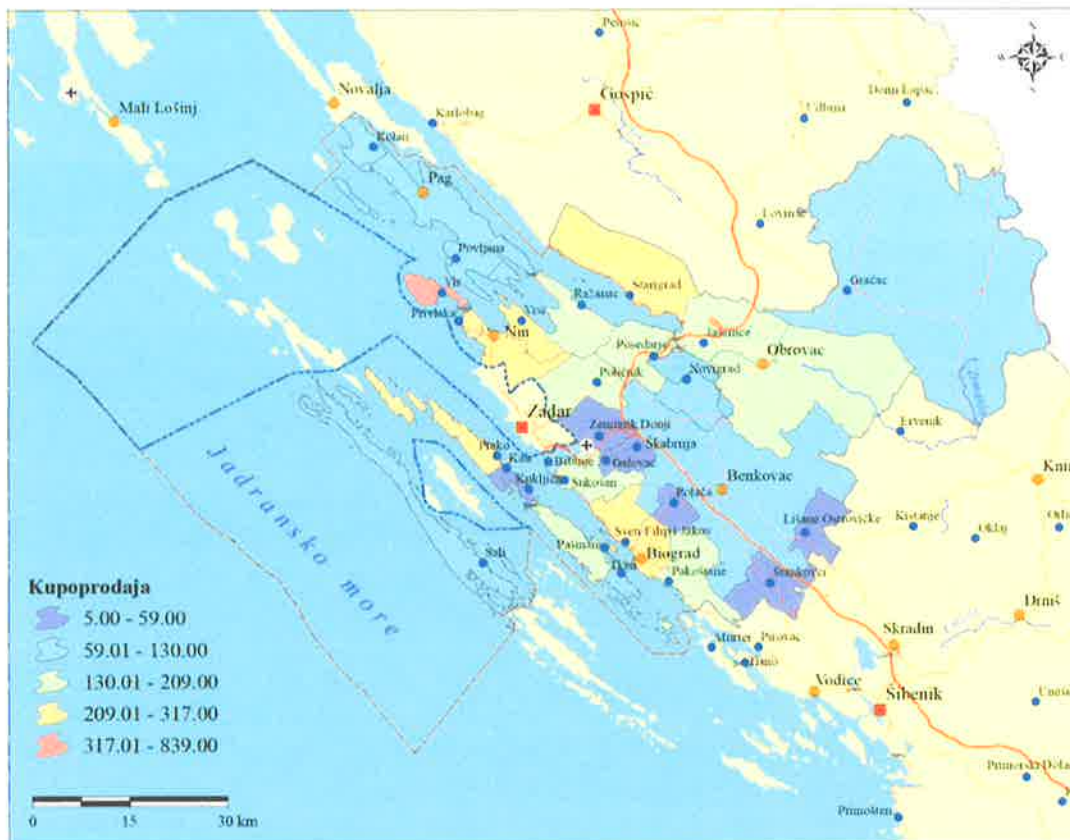 Perušić
Mali Lošinj
Novalja
Karlobag
Gospić
Udbina
Donji Lapac
Kolan
Pag
Lovinac
Povljana
Starigrad
Gračac
Vir
Ražanac
Privlaka
Vrsi
Nin
Jasenice
Posedarje
Obrovac
Novigrad
Poličnik
Zadar
Zemunik Donji
Škabrnja
Ervenik
Preko
Kali
Bibinje
Galovac
Benkovac
Knin
Kukljica
Sukošan
Polača
Lišane Ostrovičke
Kistanje
Oklaj
Sveti Filip i Jakov
Pašman
Biograd
Sali
Tkon
Pakoštane
Stankovci
Jadransko more
Drniš
Murter
Pirovac
Tisno
Skradin
Vodice
Šibenik
Primorski Dolac
Primošten
Kupoprodaja
5.00 - 59.00
59.01 - 130.00
130.01 - 209.00
209.01 - 317.00
317.01 - 839.00
0 15 30 km